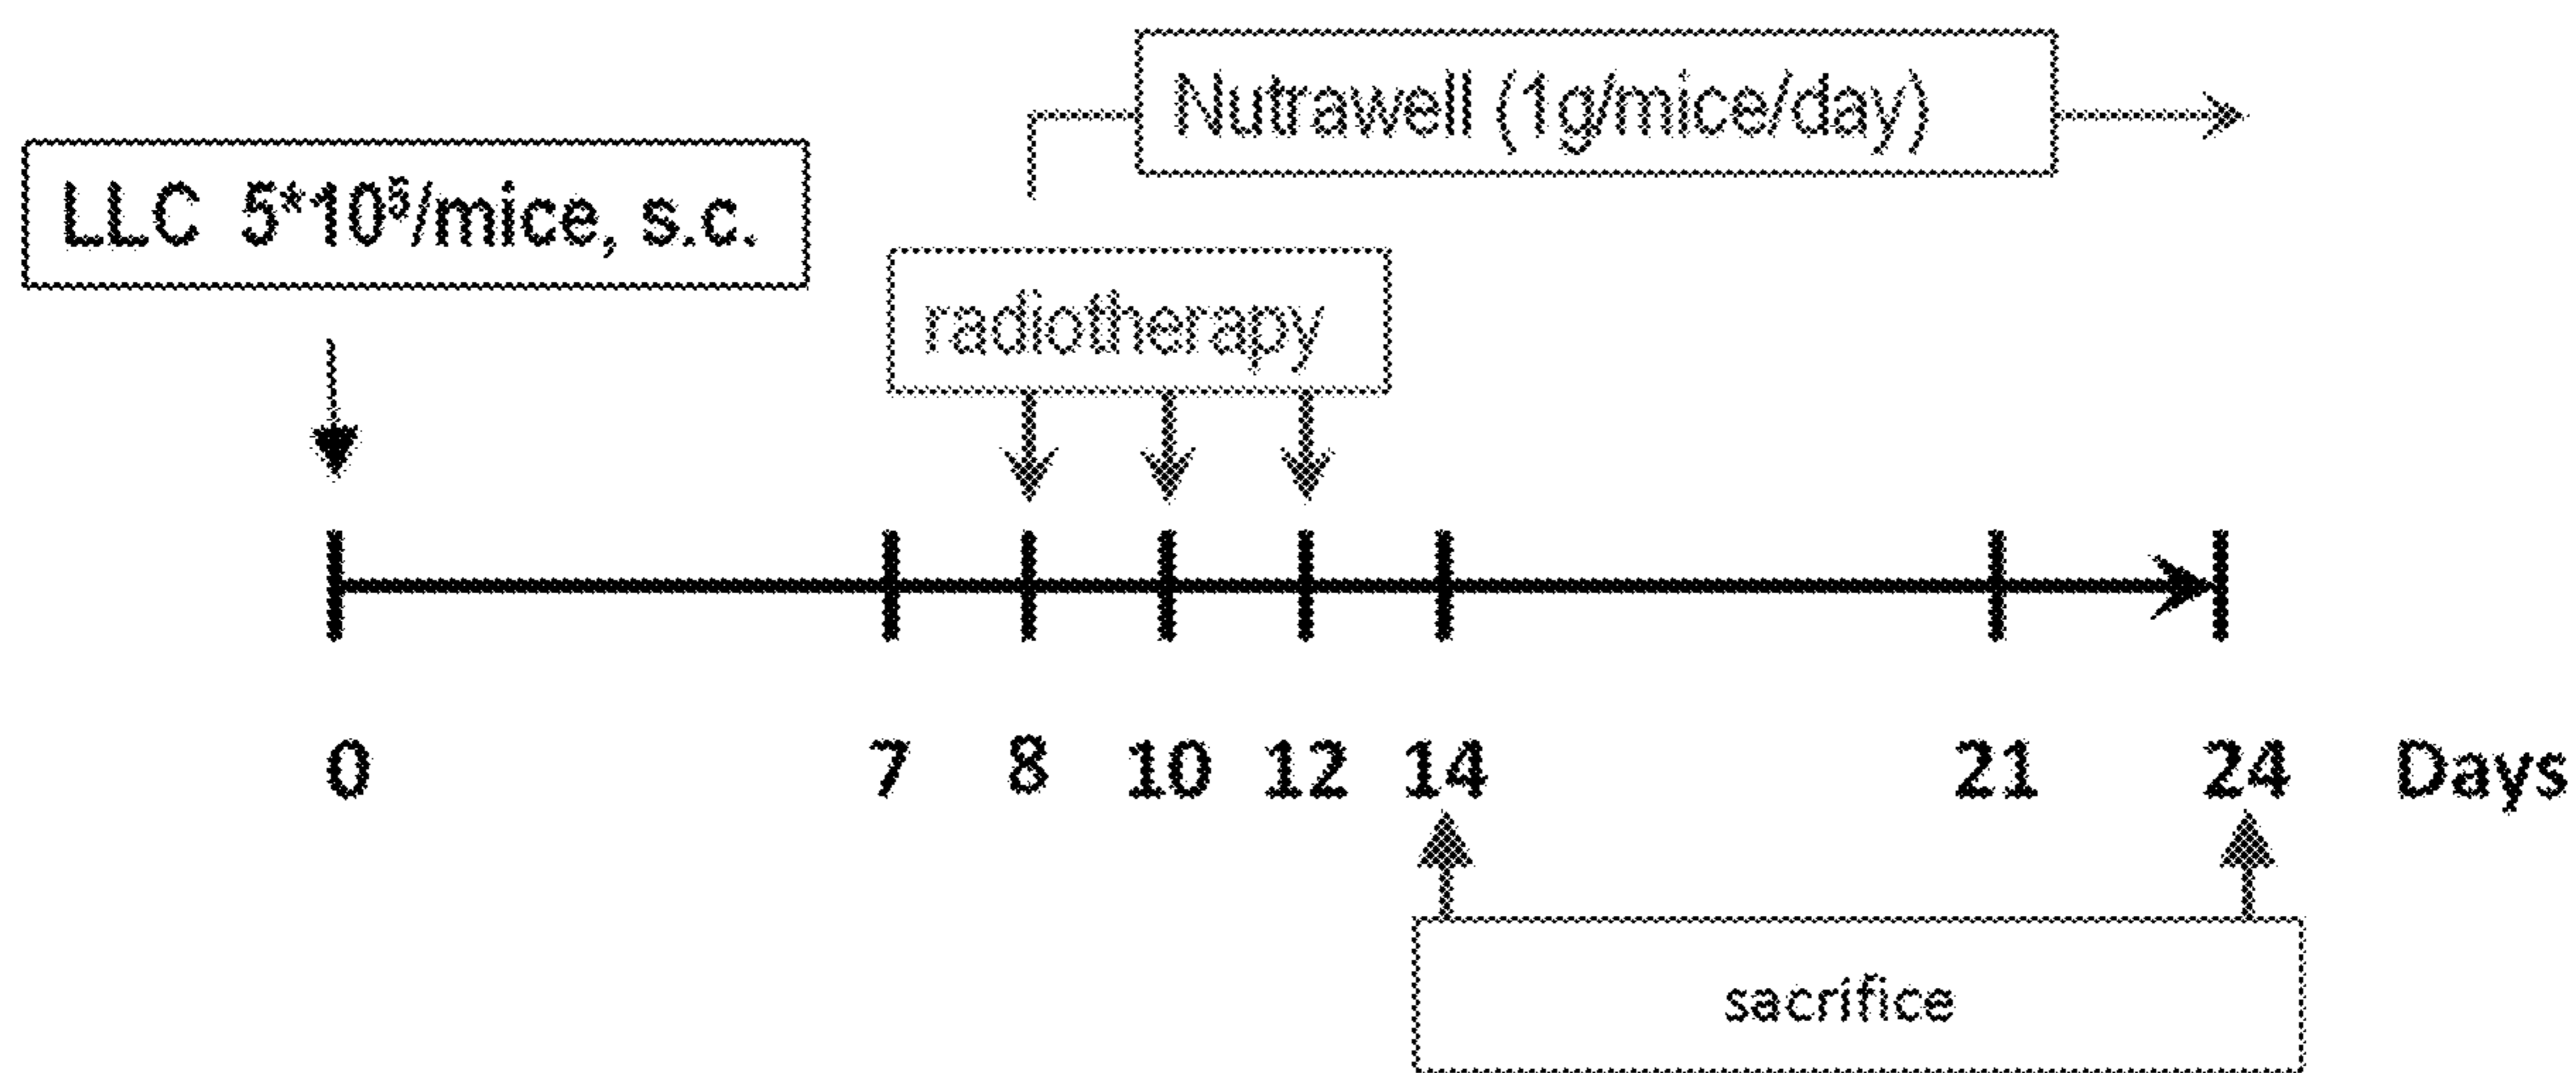 Nutrawell (1g/mice/day)
LLC 5*10⁵/mice, s.c.
radiotherapy
0 7 8 10 12 14 21 24 Days
sacrifice